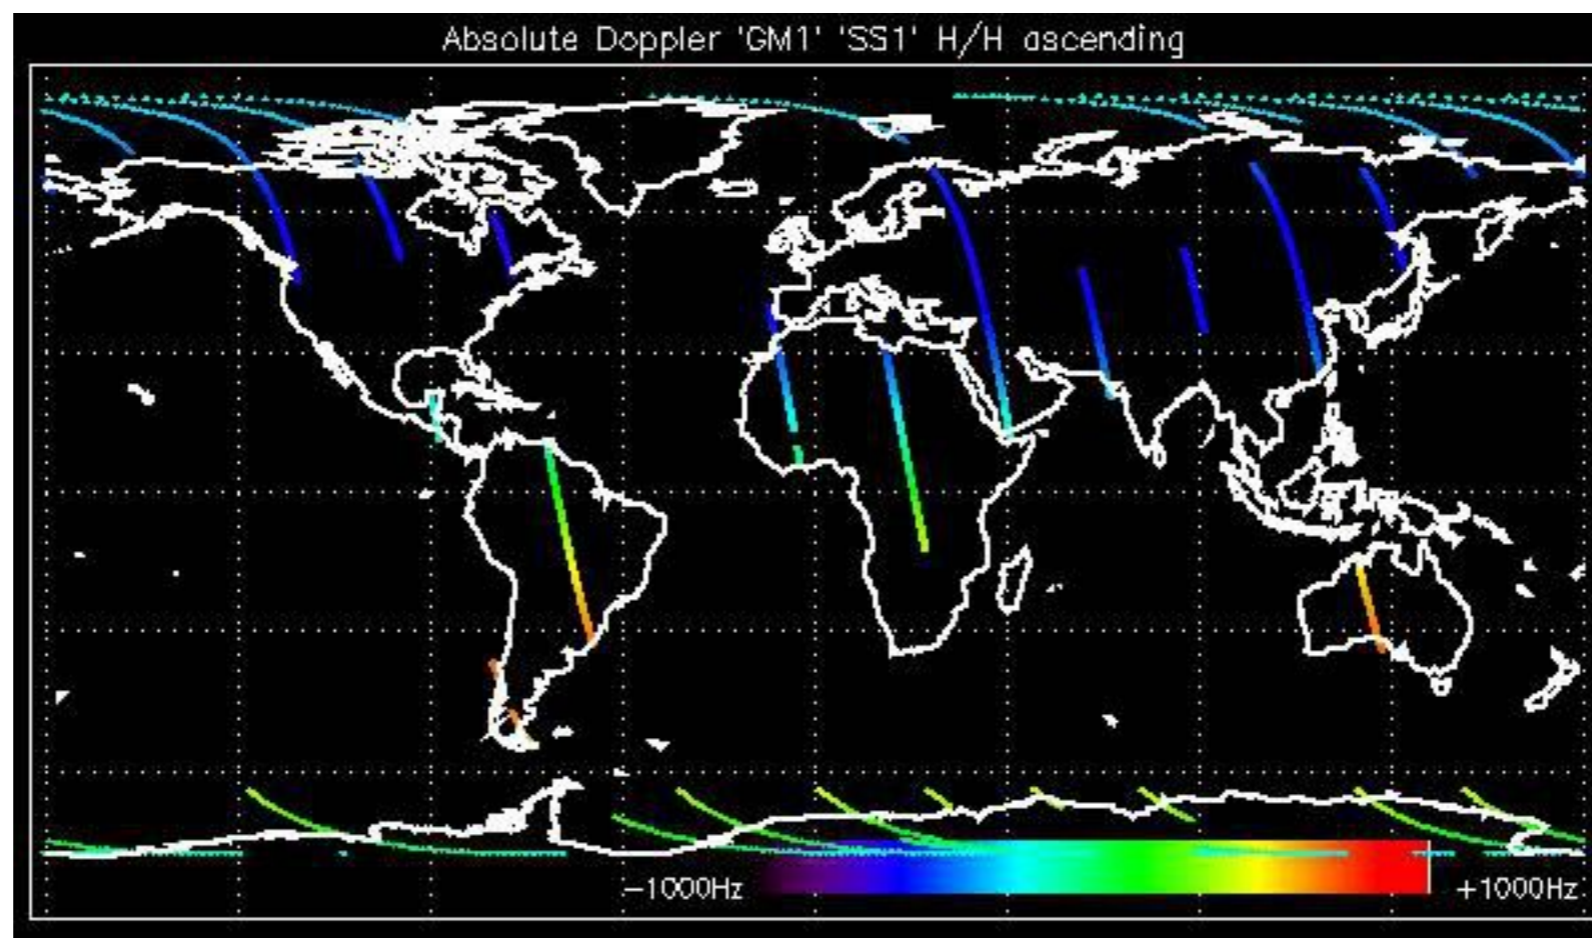 Absolute Doppler 'GM1' 'SS1' H/H ascending
-1000Hz
+1000Hz